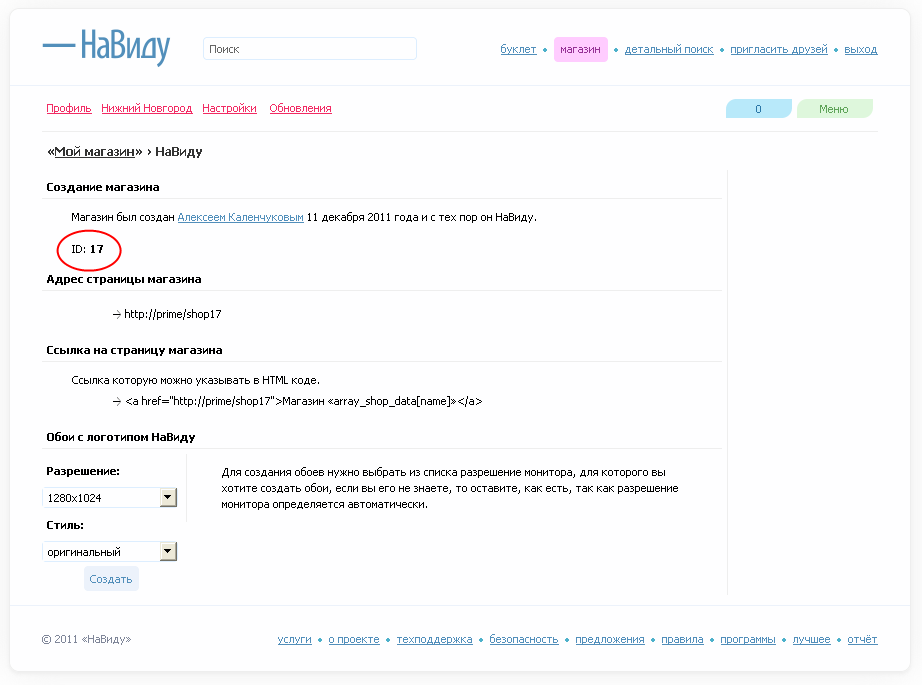 — НаВиду
Поиск
буклет • магазин • детальный поиск • пригласить друзей • выход
Профиль Нижний Новгород Настройки Обновления
0 Меню
«Мой магазин» › НаВиду
Создание магазина
Магазин был создан Алексеем Каленчуковым 11 декабря 2011 года и с тех пор он НаВиду.
ID: 17
Адрес страницы магазина
→ http://prime/shop17
Ссылка на страницу магазина
Ссылка которую можно указывать в HTML коде.
→ <a href="http://prime/shop17">Магазин «array_shop_data[name]»</a>
Обои с логотипом НаВиду
Разрешение:
1280x1024
Стиль:
оригинальный
Создать
Для создания обоев нужно выбрать из списка разрешение монитора, для которого вы
хотите создать обои, если вы его не знаете, то оставите, как есть, так как разрешение
монитора определяется автоматически.
© 2011 «НаВиду»
услуги • о проекте • техподдержка • безопасность • предложения • правила • программы • лучшее • отчёт